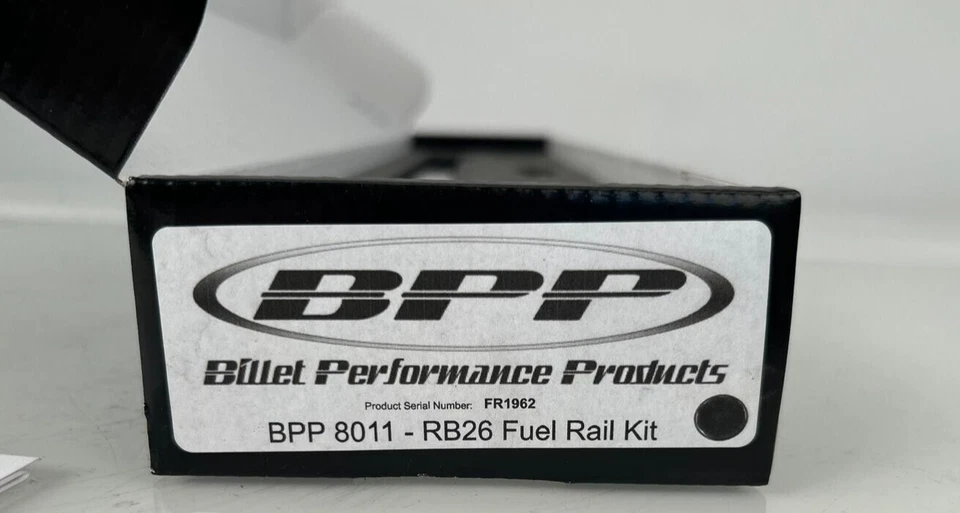 BPP
Billet Performance Products
Product Serial Number: FR1962
BPP 8011 - RB26 Fuel Rail Kit